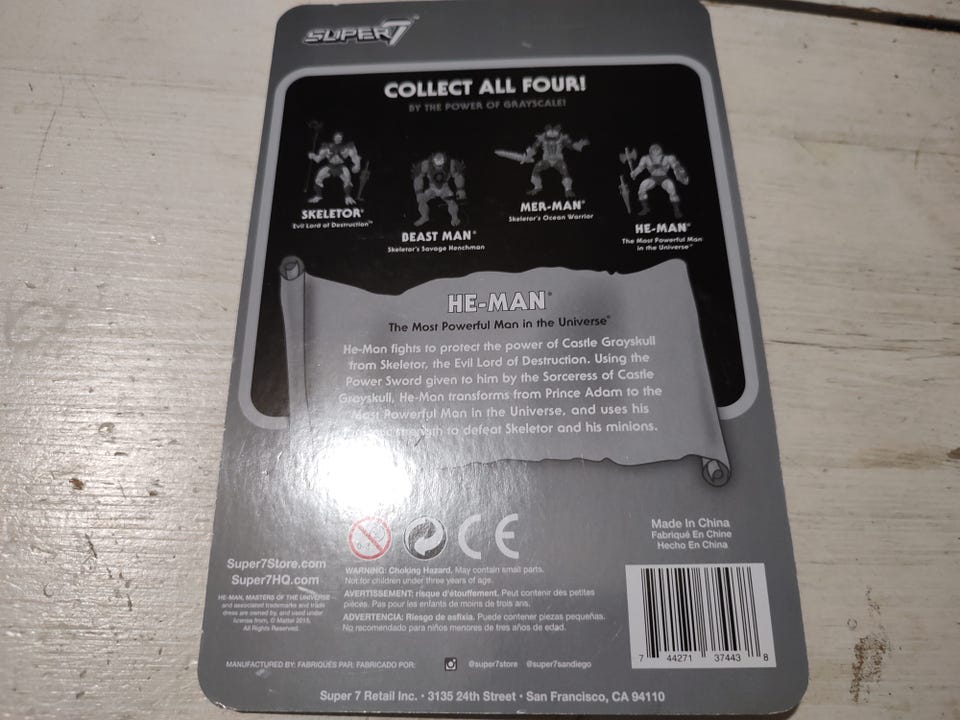 SUPER7
COLLECT ALL FOUR!
BY THE POWER OF GRAYSCALE!
SKELETOR®
Evil Lord of Destruction™
BEAST MAN®
Skeletor's Savage Henchman
MER-MAN®
Skeletor's Ocean Warrior
HE-MAN®
The Most Powerful Man
in the Universe™
HE-MAN®
The Most Powerful Man in the Universe®
He-Man fights to protect the power of Castle Grayskull
from Skeletor, the Evil Lord of Destruction. Using the
Power Sword given to him by the Sorceress of Castle
Grayskull, He-Man transforms from Prince Adam to the
Most Powerful Man in the Universe, and uses his
strength to defeat Skeletor and his minions.
0-3
CE
Made In China
Fabriqué En Chine
Hecho En China
Super7Store.com
Super7HQ.com
HE-MAN, MASTERS OF THE UNIVERSE
and associated trademarks and trade
dress are owned by, and used under
license from, © Mattel 2015.
All Rights Reserved.
WARNING: Choking Hazard. May contain small parts.
Not for children under three years of age.
AVERTISSEMENT: risque d'étouffement. Peut contenir des petites
pièces. Pas pour les enfants de moins de trois ans.
ADVERTENCIA: Riesgo de asfixia. Puede contener piezas pequeñas.
No recomendado para niños menores de tres años de edad.
7 44271 37443 8
MANUFACTURED BY: FABRIQUÉS PAR: FABRICADO POR:
@super7store @super7sandiego
Super 7 Retail Inc. • 3135 24th Street • San Francisco, CA 94110